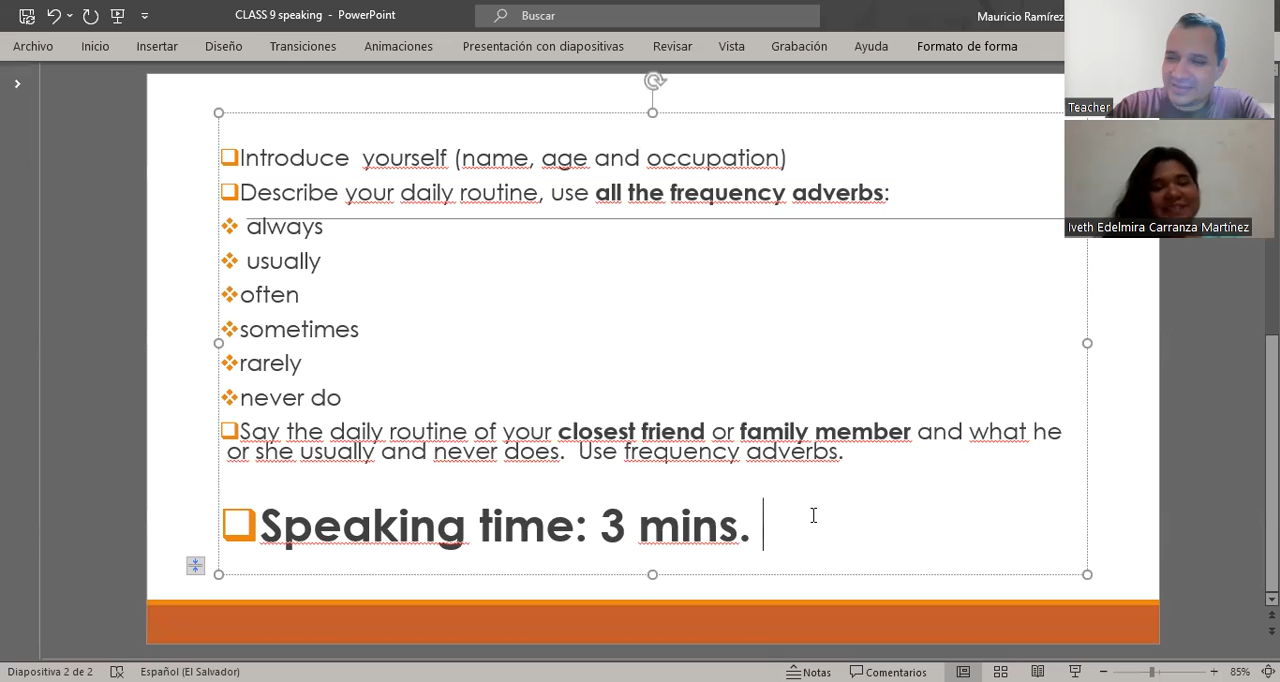 CLASS 9 speaking - PowerPoint
Buscar
Mauricio Ramírez
Archivo Inicio Insertar Diseño Transiciones Animaciones Presentación con diapositivas Revisar Vista Grabación Ayuda Formato de forma
Teacher
Iveth Edelmira Carranza Martínez
Introduce yourself (name, age and occupation)
Describe your daily routine, use all the frequency adverbs:
always
usually
often
sometimes
rarely
never do
Say the daily routine of your closest friend or family member and what he
or she usually and never does. Use frequency adverbs.
Speaking time: 3 mins.
Diapositiva 2 de 2 Español (El Salvador) Notas Comentarios 85%